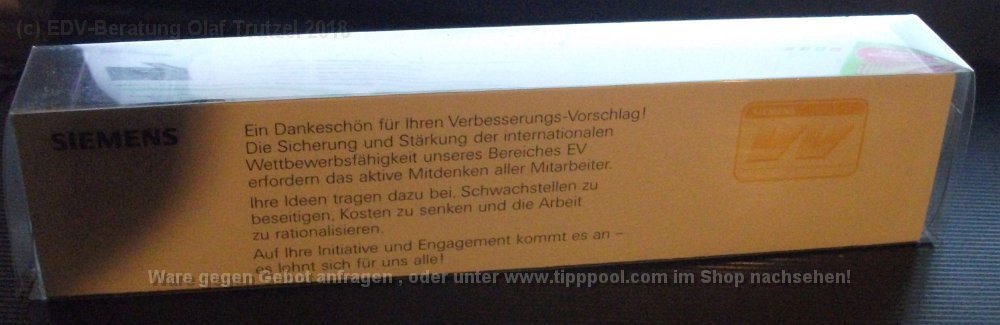 (c) EDV-Beratung Olaf Trutzel 2018
SIEMENS
Ein Dankeschön für Ihren Verbesserungs-Vorschlag!
Die Sicherung und Stärkung der internationalen
Wettbewerbsfähigkeit unseres Bereiches EV
erfordern das aktive Mitdenken aller Mitarbeiter.
Ihre Ideen tragen dazu bei, Schwachstellen zu
beseitigen, Kosten zu senken und die Arbeit
zu rationalisieren.
Auf Ihre Initiative und Engagement kommt es an –
es lohnt sich für uns alle!
Ware gegen Gebot anfragen , oder unter www.tipppool.com im Shop nachsehen!